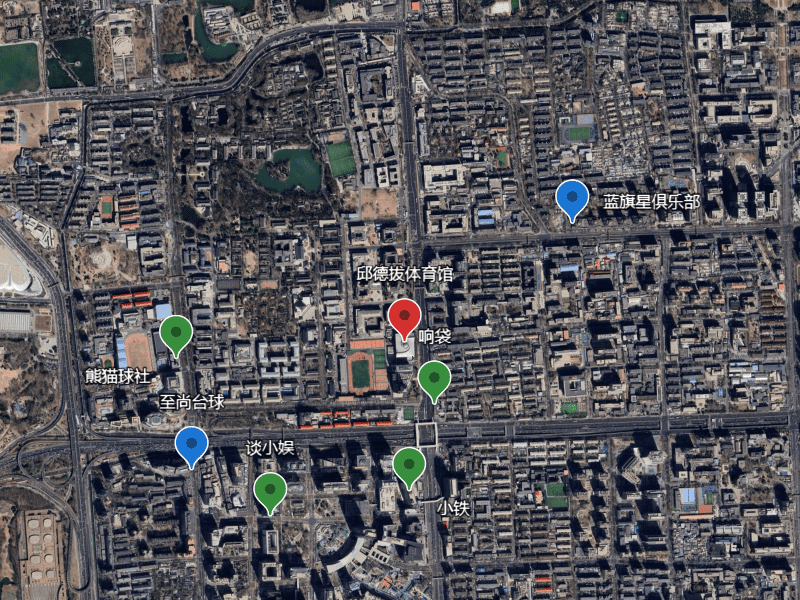 蓝旗星俱乐部
邱德拔体育馆
响袋
熊猫球社
至尚台球
谈小娱
小铁